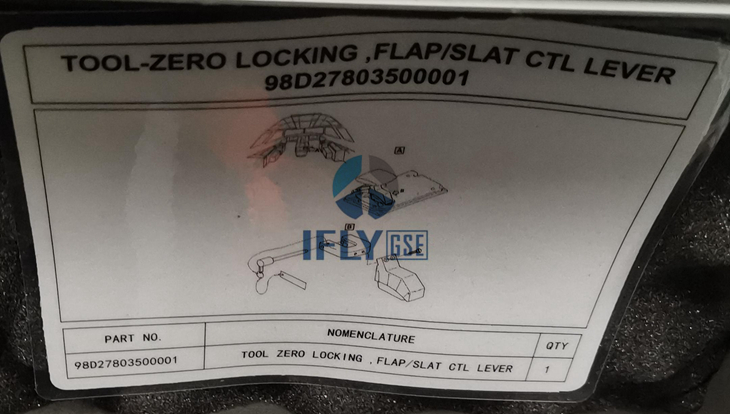 TOOL-ZERO LOCKING ,FLAP/SLAT CTL LEVER
98D27803500001
A
B
IFLY GSE
PART NO. NOMENCLATURE QTY
98D27803500001 TOOL ZERO LOCKING ,FLAP/SLAT CTL LEVER 1